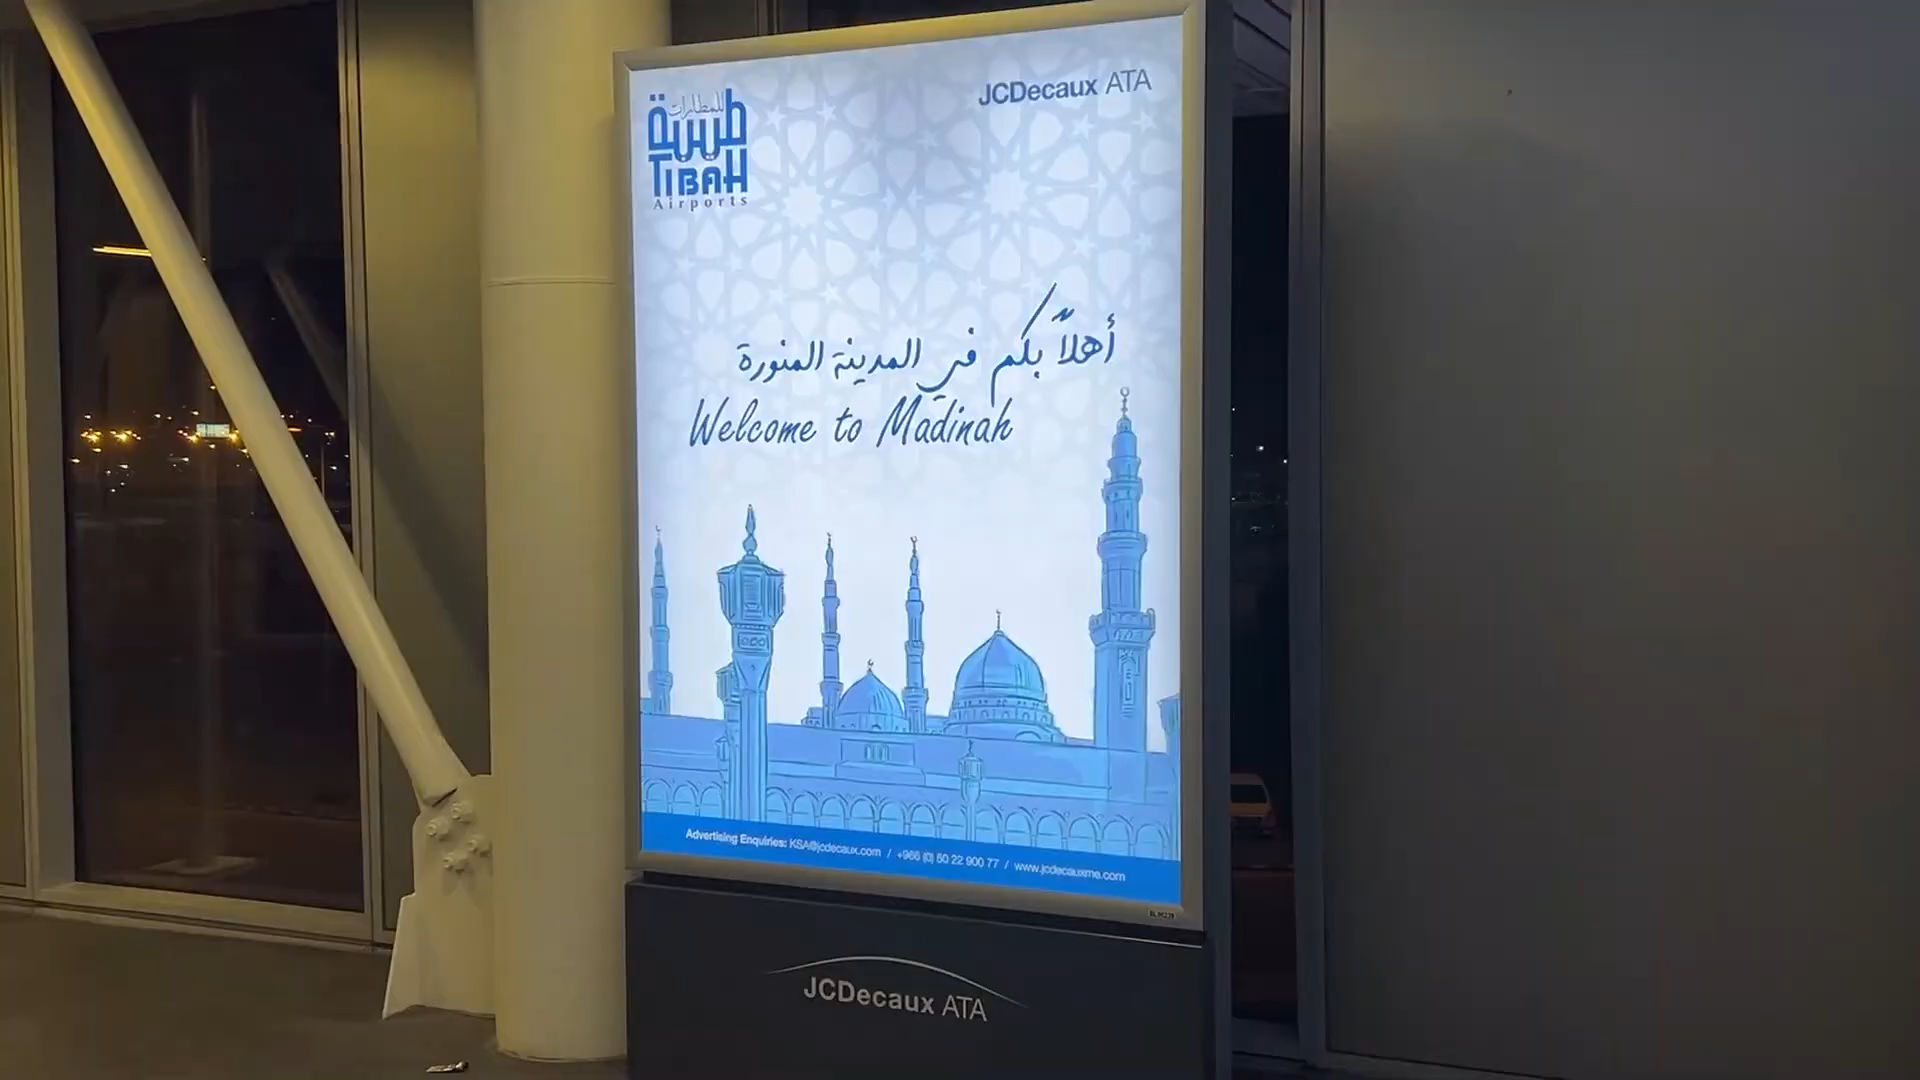 للمطارات
طيبة
TIBAH
Airports
JCDecaux ATA
أهلاً بكم في المدينة المنورة
Welcome to Madinah
Advertising Enquiries: KSA@jcdecaux.com / +966 (0) 50 22 900 77 / www.jcdecauxme.com
JCDecaux ATA